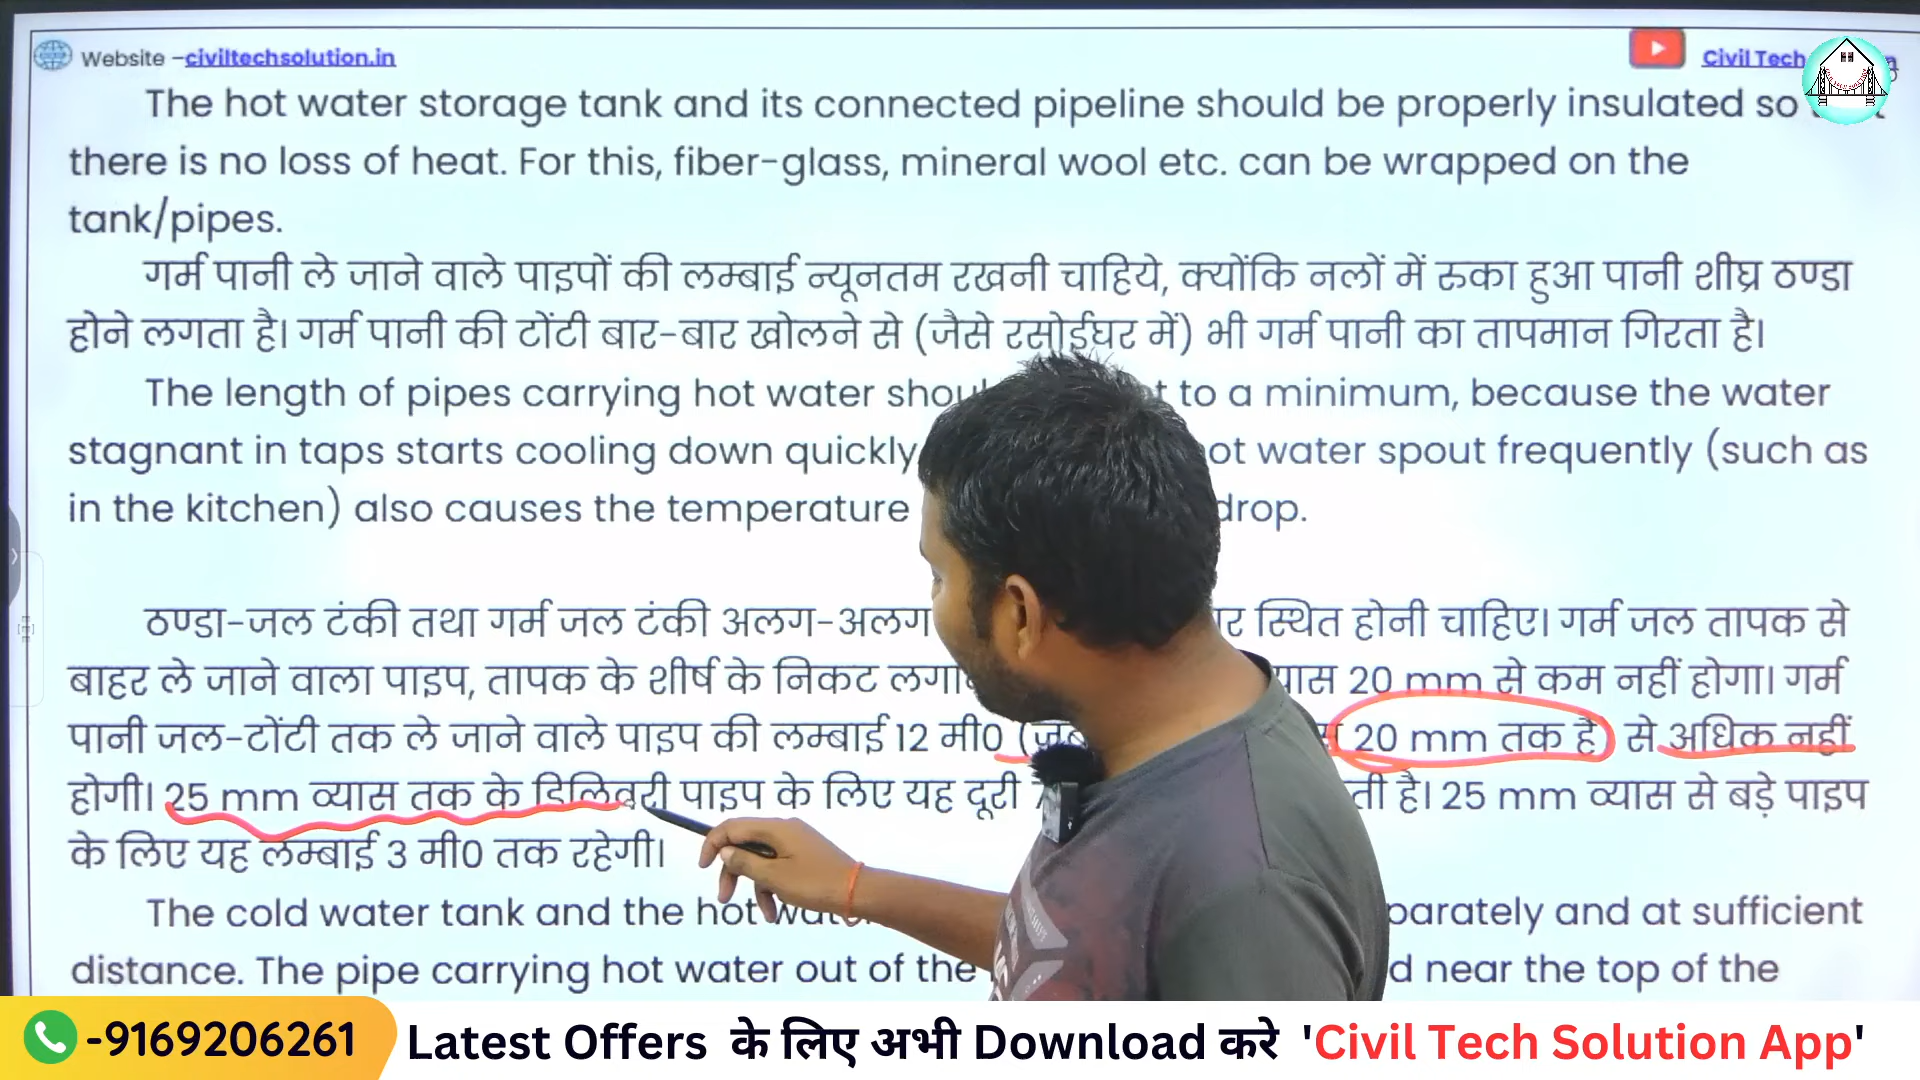 Website –civiltechsolution.in
Civil Tech
The hot water storage tank and its connected pipeline should be properly insulated so
there is no loss of heat. For this, fiber-glass, mineral wool etc. can be wrapped on the
tank/pipes.
गर्म पानी ले जाने वाले पाइपों की लम्बाई न्यूनतम रखनी चाहिये, क्योंकि नलों में रुका हुआ पानी शीघ्र ठण्डा
होने लगता है। गर्म पानी की टोंटी बार-बार खोलने से (जैसे रसोईघर में) भी गर्म पानी का तापमान गिरता है।
The length of pipes carrying hot water to a minimum, because the water
stagnant in taps starts cooling down quickly water spout frequently (such as
in the kitchen) also causes the temperature drop.
ठण्डा-जल टंकी तथा गर्म जल टंकी अलग-अलग स्थित होनी चाहिए। गर्म जल तापक से
बाहर ले जाने वाला पाइप, तापक के शीर्ष के निकट 20 mm से कम नहीं होगा। गर्म
पानी जल-टोंटी तक ले जाने वाले पाइप की लम्बाई 12 मी0 20 mm तक है) से अधिक नहीं
होगी। 25 mm व्यास तक के डिलिवरी पाइप के लिए यह दूरी है। 25 mm व्यास से बड़े पाइप
के लिए यह लम्बाई 3 मी0 तक रहेगी।
The cold water tank and the hot and at sufficient
distance. The pipe carrying hot water out of the near the top of the
-9169206261 Latest Offers के लिए अभी Download करे 'Civil Tech Solution App'